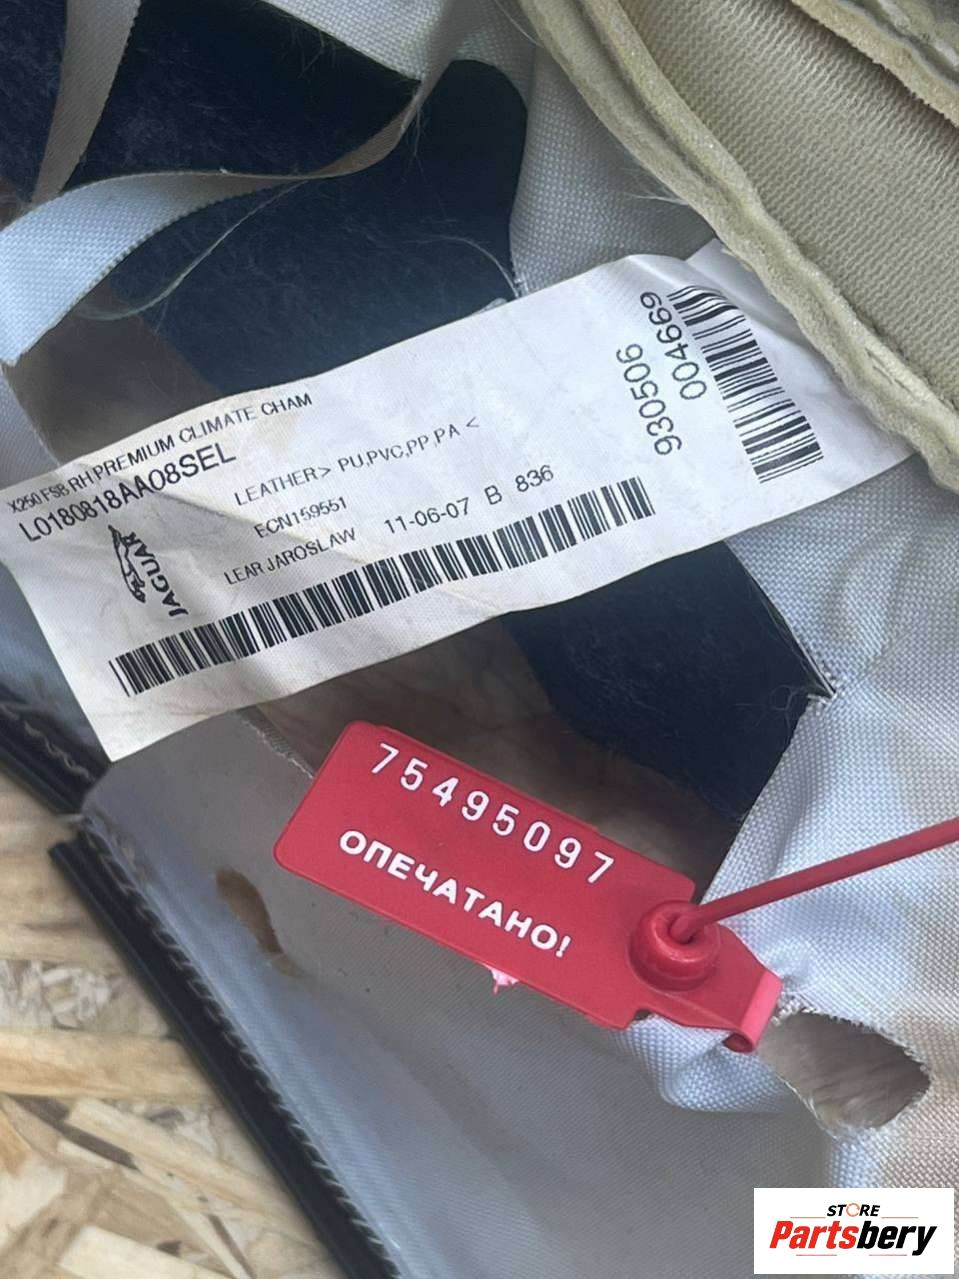 X250 FSB RH PREMIUM CLIMATE CHAM
L0180818AA08SEL
JAGUAR
LEATHER> PU,PVC,PP,PA <
ECN159551
LEAR JAROSLAW 11-06-07 B 836
930506
004669
75495097
ОПЕЧАТАНО!
STORE
Partsbery